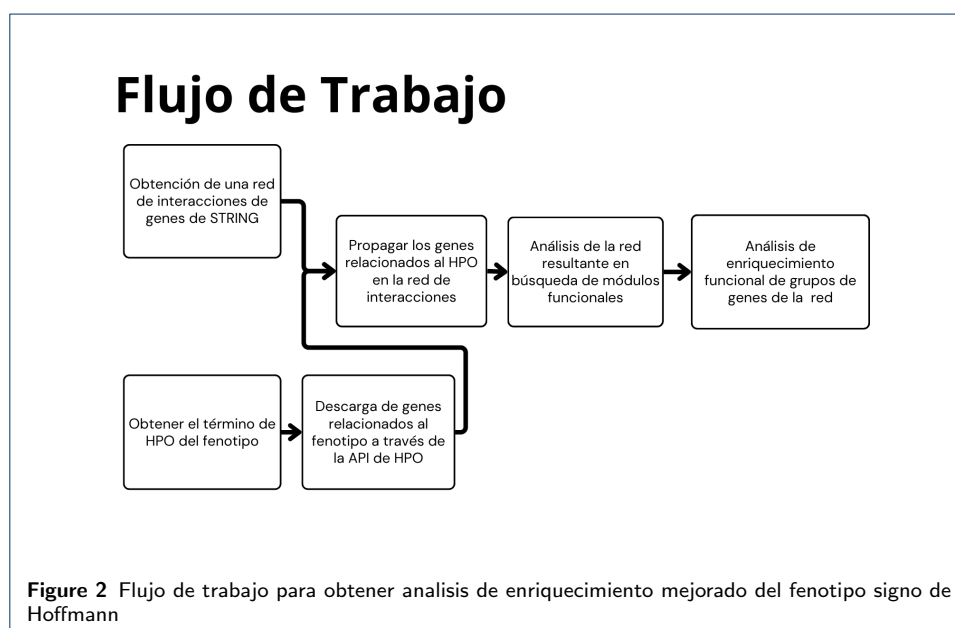 Flujo de Trabajo
Obtención de una red
de interacciones de
genes de STRING
Propagar los genes
relacionados al HPO
en la red de
interacciones
Análisis de la red
resultante en
búsqueda de módulos
funcionales
Análisis de
enriquecimiento
funcional de grupos de
genes de la red
Obtener el término de
HPO del fenotipo
Descarga de genes
relacionados al
fenotipo a través de
la API de HPO
Figure 2 Flujo de trabajo para obtener analisis de enriquecimiento mejorado del fenotipo signo de
Hoffmann